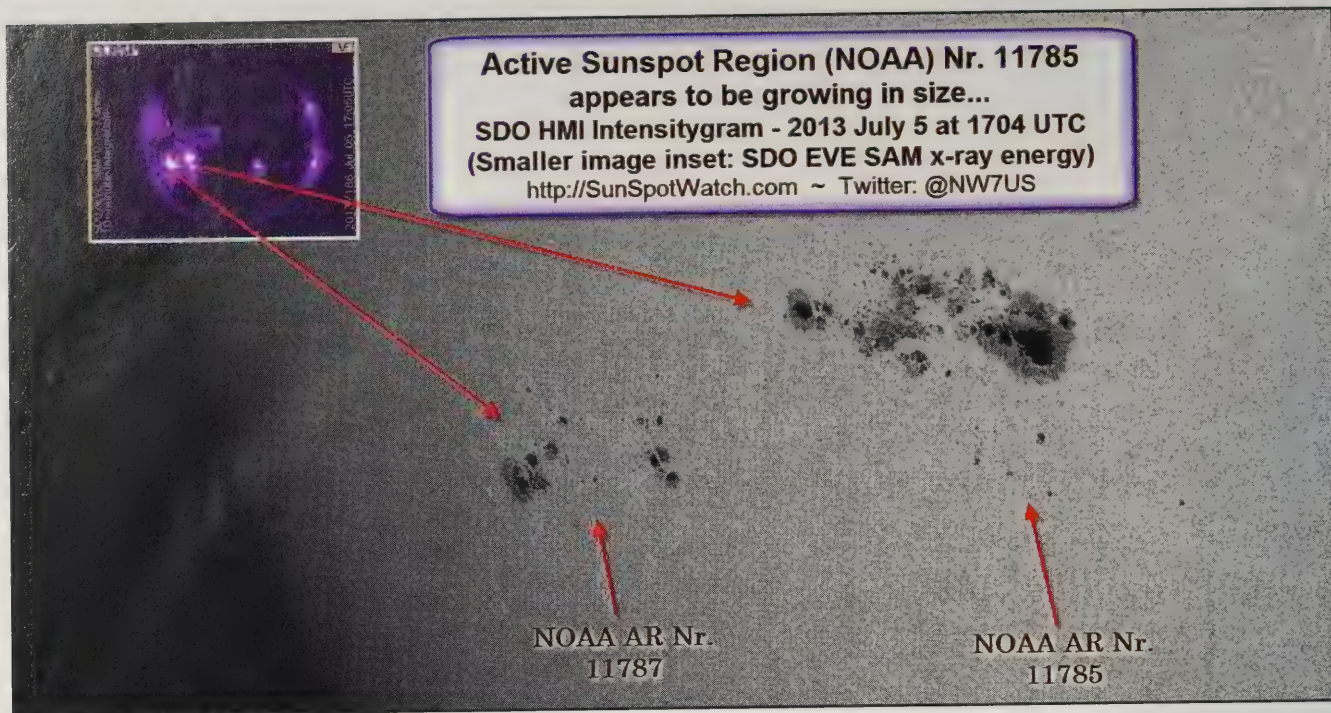 Active Sunspot Region (NOAA) Nr. 11785
appears to be growing in size...
SDO HMI Intensitygram - 2013 July 5 at 1704 UTC
(Smaller image inset: SDO EVE SAM x-ray energy)
http://SunSpotWatch.com ~ Twitter: @NW7US
NOAA AR Nr.
11787
NOAA AR Nr.
11785